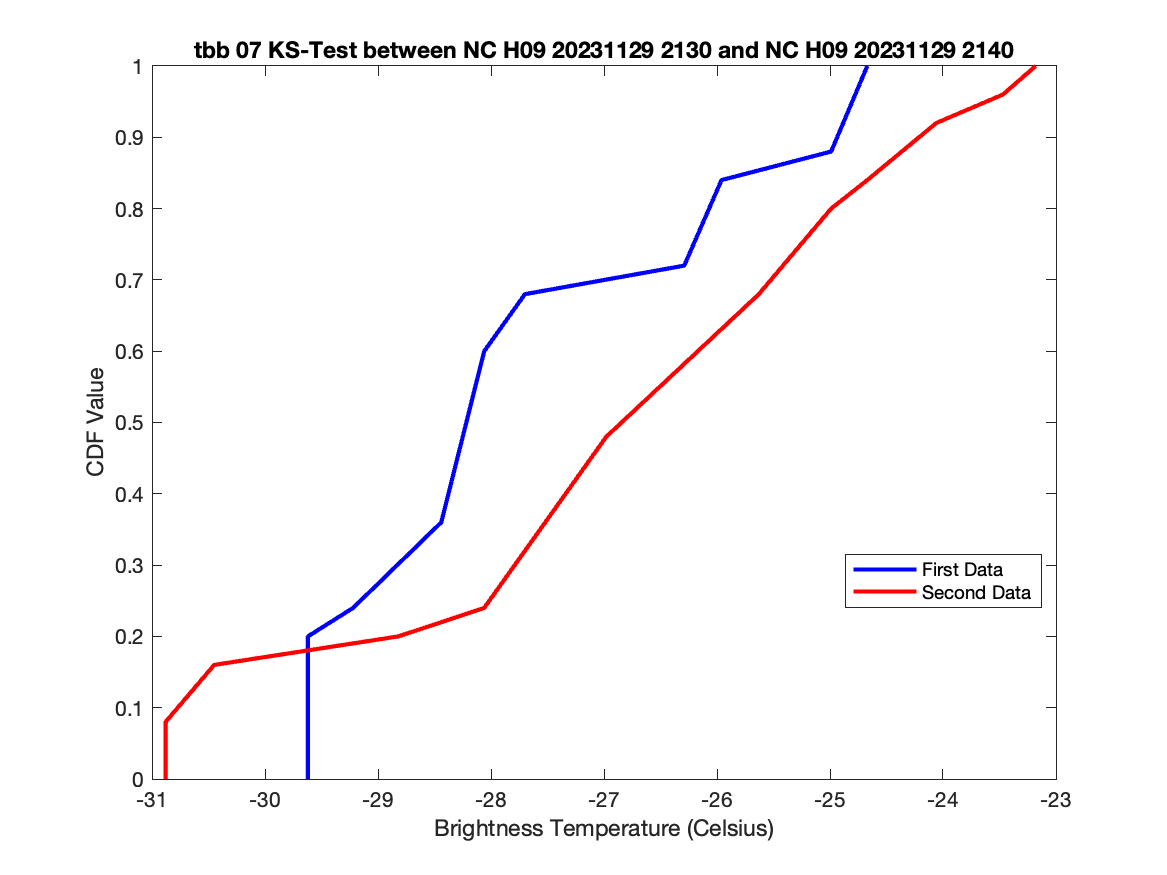 tbb 07 KS-Test between NC H09 20231129 2130 and NC H09 20231129 2140
1
0.9
0.8
0.7
0.6
0.5
0.4
0.3
0.2
0.1
0
CDF Value
First Data
Second Data
-31 -30 -29 -28 -27 -26 -25 -24 -23
Brightness Temperature (Celsius)